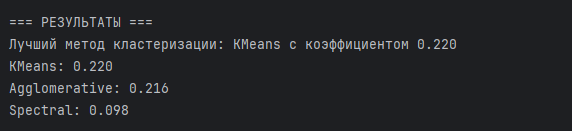 === РЕЗУЛЬТАТЫ ===
Лучший метод кластеризации: KMeans с коэффициентом 0.220
KMeans: 0.220
Agglomerative: 0.216
Spectral: 0.098